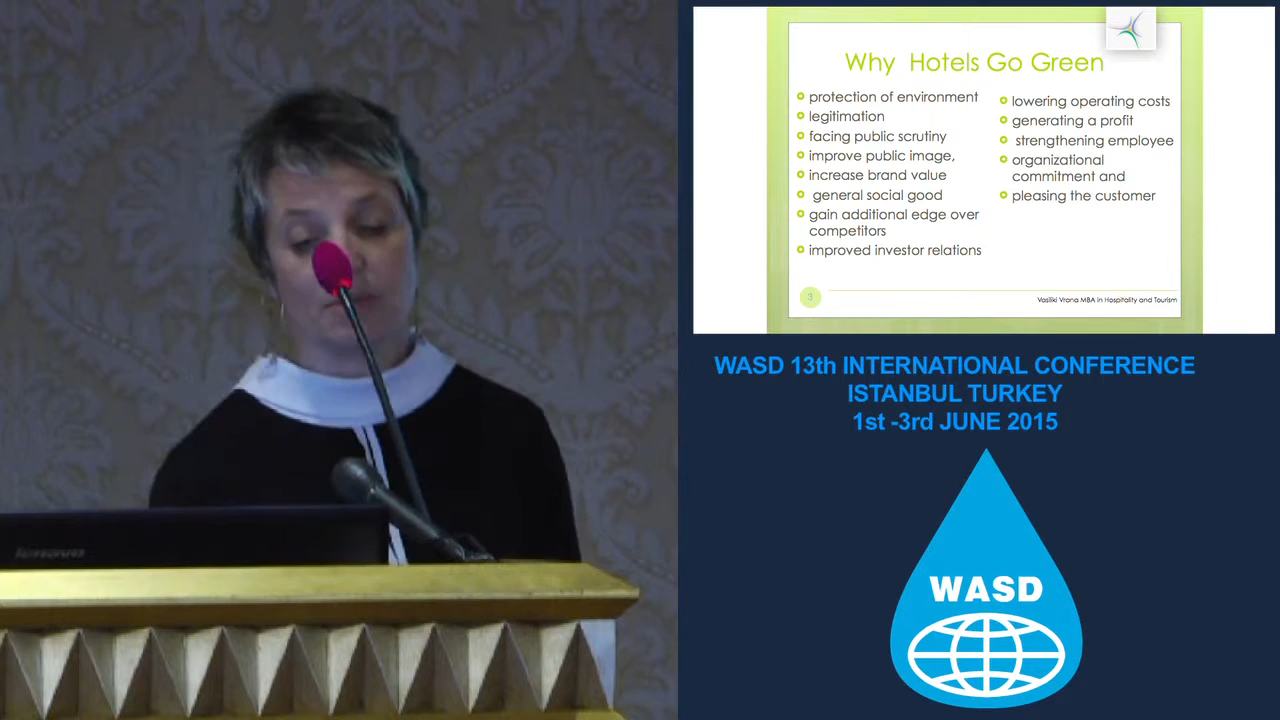 Why Hotels Go Green
protection of environment
legitimation
facing public scrutiny
improve public image,
increase brand value
general social good
gain additional edge over
competitors
improved investor relations
lowering operating costs
generating a profit
strengthening employee
organizational
commitment and
pleasing the customer
3
Vasiliki Vrana MBA in Hospitality and Tourism
WASD 13th INTERNATIONAL CONFERENCE
ISTANBUL TURKEY
1st -3rd JUNE 2015
WASD
lenovo